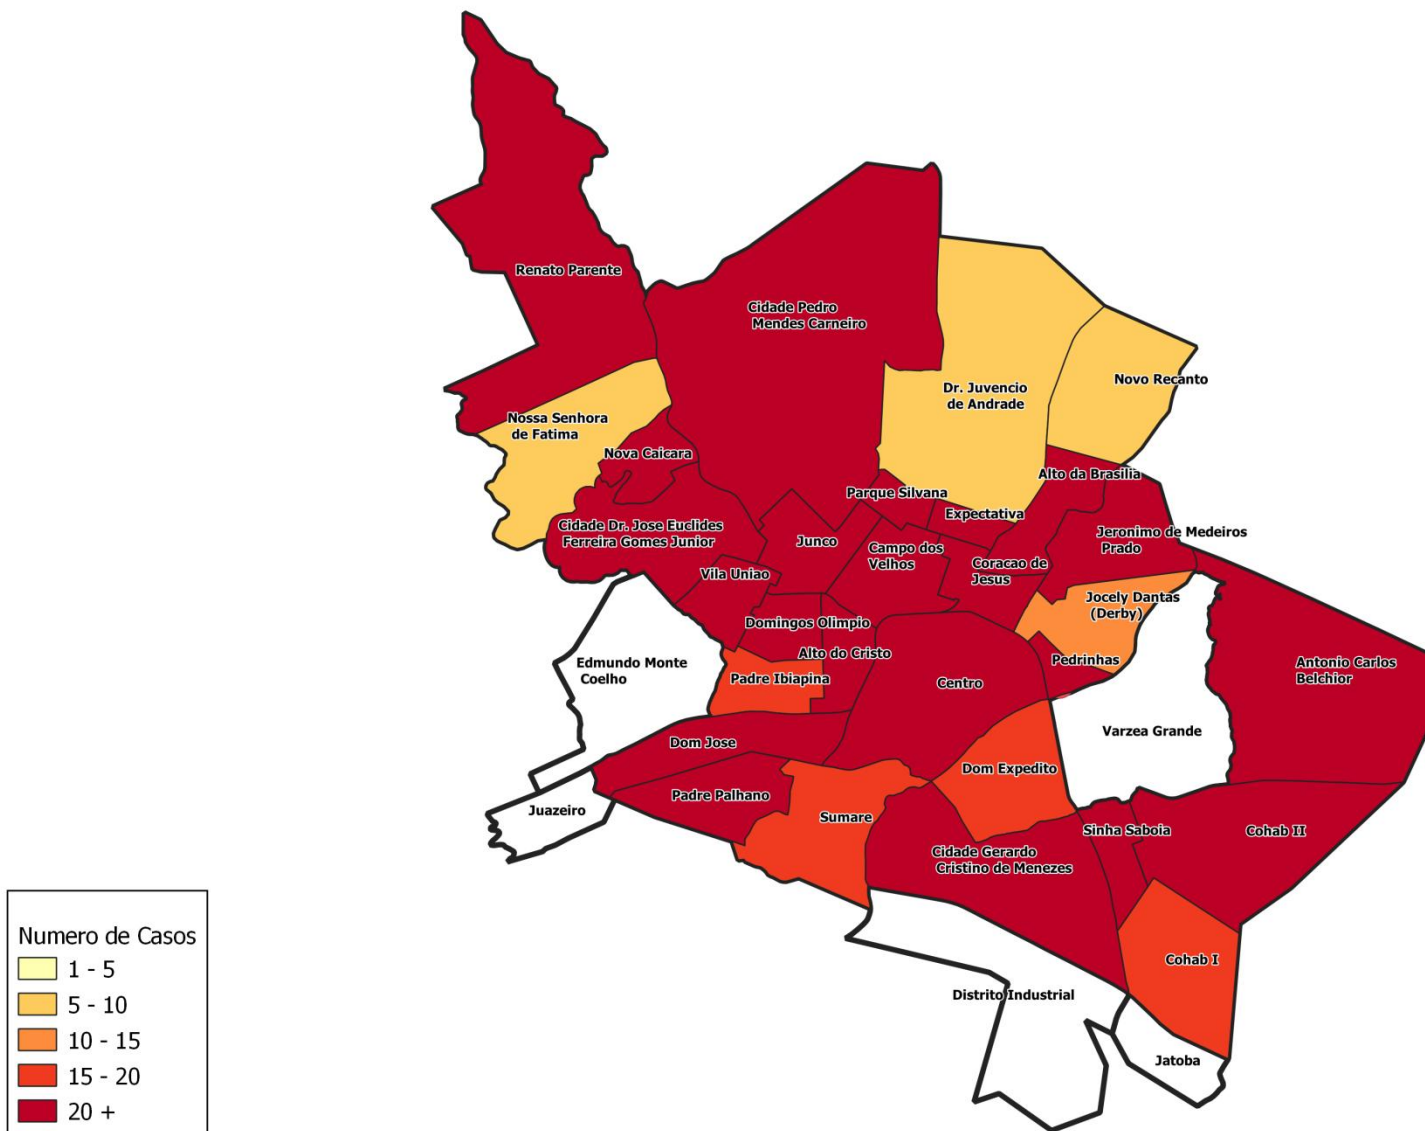 Renato Parente
Cidade Pedro
Mendes Carneiro
Dr. Juvencio
de Andrade
Novo Recanto
Nossa Senhora
de Fatima
Nova Caicara
Alto da Brasilia
Parque Silvana
Expectativa
Cidade Dr. Jose Euclides
Ferreira Gomes Junior
Junco
Campo dos
Velhos
Coracao de
Jesus
Jeronimo de Medeiros
Prado
Vila Uniao
Jocely Dantas
(Derby)
Domingos Olimpio
Alto do Cristo
Edmundo Monte
Coelho
Padre Ibiapina
Centro
Pedrinhas
Antonio Carlos
Belchior
Varzea Grande
Dom Jose
Dom Expedito
Padre Palhano
Juazeiro
Sumare
Sinha Saboia
Cohab II
Cidade Gerardo
Cristino de Menezes
Cohab I
Distrito Industrial
Jatoba
Numero de Casos
1 - 5
5 - 10
10 - 15
15 - 20
20 +